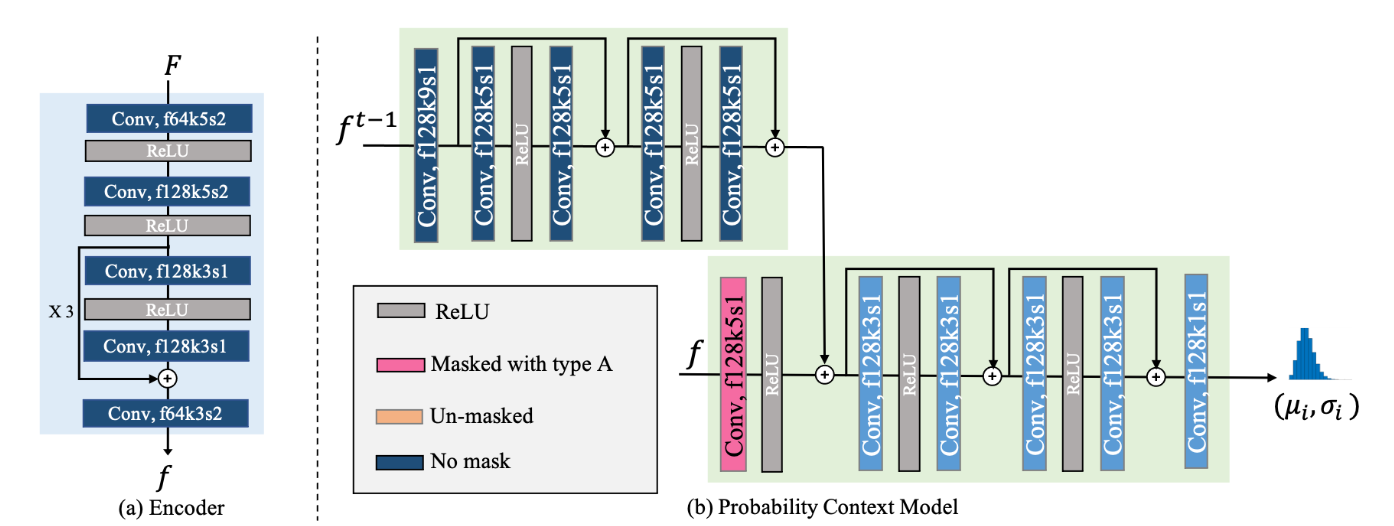 F
Conv, f64k5s2
ReLU
Conv, f128k5s2
ReLU
Conv, f128k3s1
X 3
ReLU
Conv, f128k3s1
+
Conv, f64k3s2
f
(a) Encoder
f^{t-1}
Conv, f128k9s1
Conv, f128k5s1
ReLU
Conv, f128k5s1
+
Conv, f128k5s1
ReLU
Conv, f128k5s1
+
ReLU
Masked with type A
Un-masked
No mask
f
Conv, f128k5s1
ReLU
+
Conv, f128k3s1
ReLU
Conv, f128k3s1
+
Conv, f128k3s1
ReLU
Conv, f128k3s1
+
Conv, f128k1s1
(μ_i, σ_i)
(b) Probability Context Model